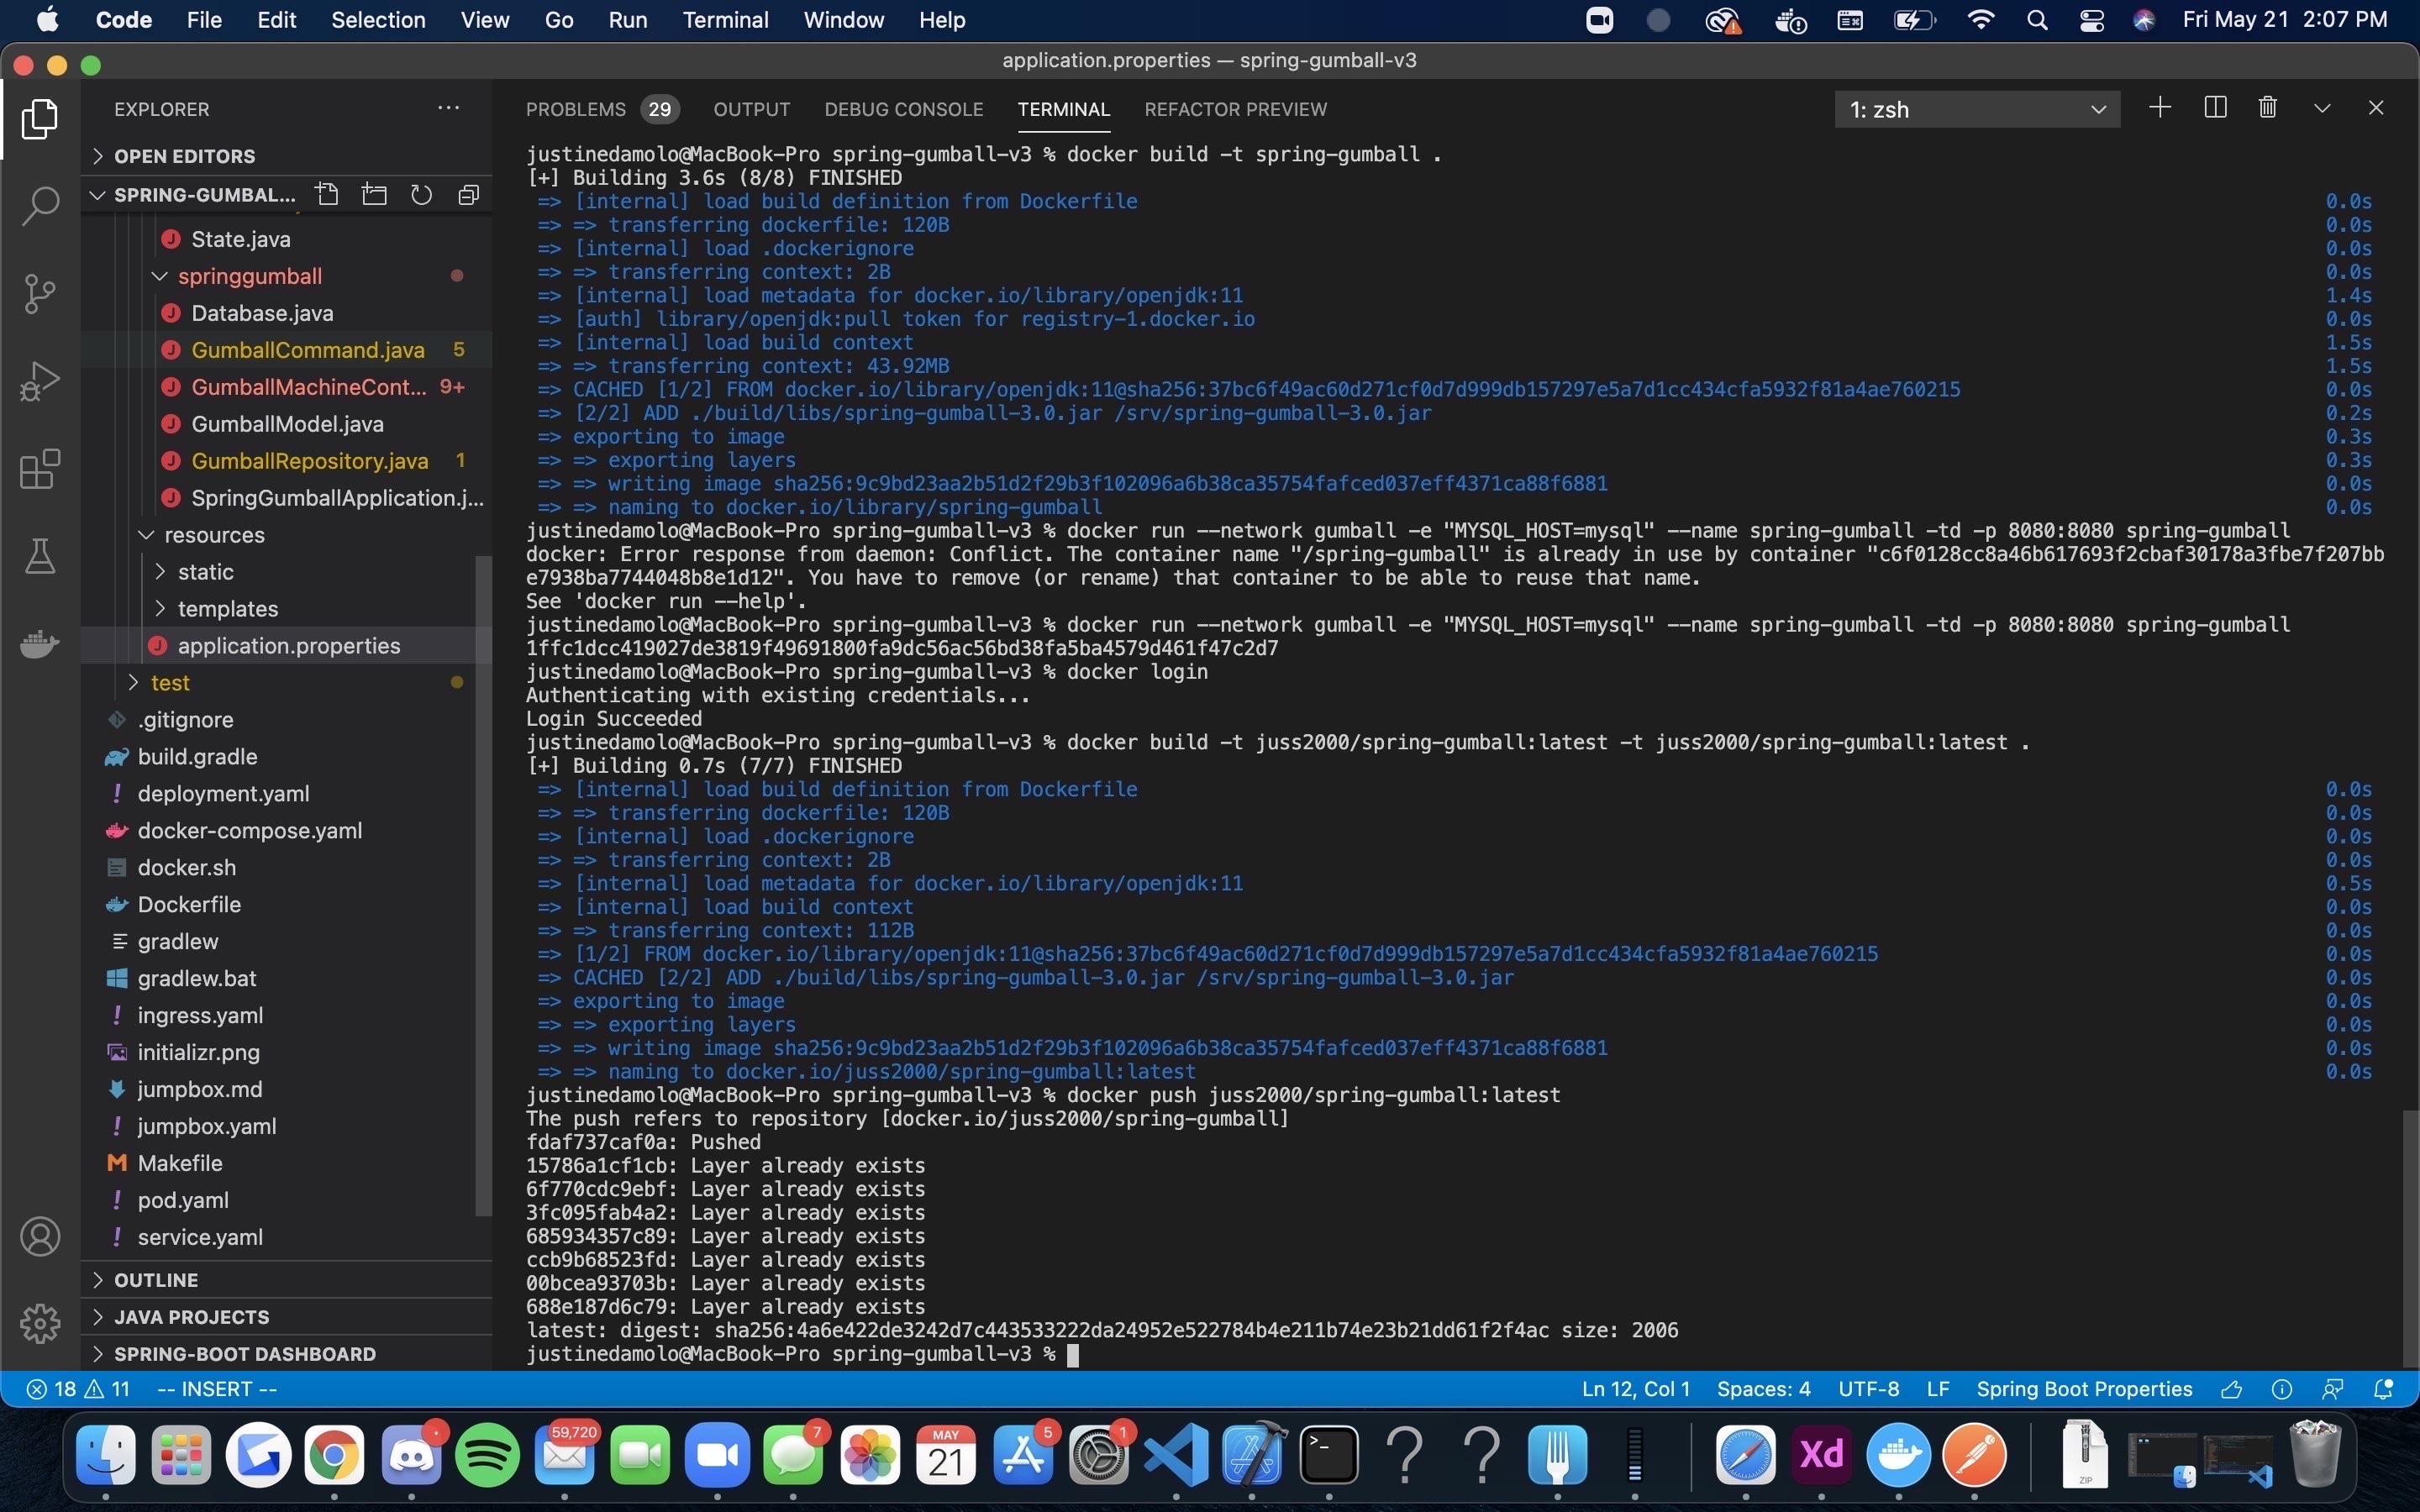 Code File Edit Selection View Go Run Terminal Window Help Fri May 21 2:07 PM
application.properties — spring-gumball-v3
EXPLORER
OPEN EDITORS
SPRING-GUMBAL...
State.java
springgumball
Database.java
GumballCommand.java 5
GumballMachineCont... 9+
GumballModel.java
GumballRepository.java 1
SpringGumballApplication.j...
resources
static
templates
application.properties
test
.gitignore
build.gradle
deployment.yaml
docker-compose.yaml
docker.sh
Dockerfile
gradlew
gradlew.bat
ingress.yaml
initializr.png
jumpbox.md
jumpbox.yaml
Makefile
pod.yaml
service.yaml
OUTLINE
JAVA PROJECTS
SPRING-BOOT DASHBOARD
PROBLEMS 29 OUTPUT DEBUG CONSOLE TERMINAL REFACTOR PREVIEW 1: zsh
justinedamolo@MacBook-Pro spring-gumball-v3 % docker build -t spring-gumball .
[+] Building 3.6s (8/8) FINISHED
=> [internal] load build definition from Dockerfile 0.0s
=> => transferring dockerfile: 120B 0.0s
=> [internal] load .dockerignore 0.0s
=> => transferring context: 2B 0.0s
=> [internal] load metadata for docker.io/library/openjdk:11 1.4s
=> [auth] library/openjdk:pull token for registry-1.docker.io 0.0s
=> [internal] load build context 1.5s
=> => transferring context: 43.92MB 1.5s
=> CACHED [1/2] FROM docker.io/library/openjdk:11@sha256:37bc6f49ac60d271cf0d7d999db157297e5a7d1cc434cfa5932f81a4ae760215 0.0s
=> [2/2] ADD ./build/libs/spring-gumball-3.0.jar /srv/spring-gumball-3.0.jar 0.2s
=> exporting to image 0.3s
=> => exporting layers 0.3s
=> => writing image sha256:9c9bd23aa2b51d2f29b3f102096a6b38ca35754fafced037eff4371ca88f6881 0.0s
=> => naming to docker.io/library/spring-gumball 0.0s
justinedamolo@MacBook-Pro spring-gumball-v3 % docker run --network gumball -e "MYSQL_HOST=mysql" --name spring-gumball -td -p 8080:8080 spring-gumball
docker: Error response from daemon: Conflict. The container name "/spring-gumball" is already in use by container "c6f0128cc8a46b617693f2cbaf30178a3fbe7f207bb
e7938ba7744048b8e1d12". You have to remove (or rename) that container to be able to reuse that name.
See 'docker run --help'.
justinedamolo@MacBook-Pro spring-gumball-v3 % docker run --network gumball -e "MYSQL_HOST=mysql" --name spring-gumball -td -p 8080:8080 spring-gumball
1ffc1dcc419027de3819f49691800fa9dc56ac56bd38fa5ba4579d461f47c2d7
justinedamolo@MacBook-Pro spring-gumball-v3 % docker login
Authenticating with existing credentials...
Login Succeeded
justinedamolo@MacBook-Pro spring-gumball-v3 % docker build -t juss2000/spring-gumball:latest -t juss2000/spring-gumball:latest .
[+] Building 0.7s (7/7) FINISHED
=> [internal] load build definition from Dockerfile 0.0s
=> => transferring dockerfile: 120B 0.0s
=> [internal] load .dockerignore 0.0s
=> => transferring context: 2B 0.0s
=> [internal] load metadata for docker.io/library/openjdk:11 0.5s
=> [internal] load build context 0.0s
=> => transferring context: 112B 0.0s
=> [1/2] FROM docker.io/library/openjdk:11@sha256:37bc6f49ac60d271cf0d7d999db157297e5a7d1cc434cfa5932f81a4ae760215 0.0s
=> CACHED [2/2] ADD ./build/libs/spring-gumball-3.0.jar /srv/spring-gumball-3.0.jar 0.0s
=> exporting to image 0.0s
=> => exporting layers 0.0s
=> => writing image sha256:9c9bd23aa2b51d2f29b3f102096a6b38ca35754fafced037eff4371ca88f6881 0.0s
=> => naming to docker.io/juss2000/spring-gumball:latest 0.0s
justinedamolo@MacBook-Pro spring-gumball-v3 % docker push juss2000/spring-gumball:latest
The push refers to repository [docker.io/juss2000/spring-gumball]
fdaf737caf0a: Pushed
15786a1cf1cb: Layer already exists
6f770cdc9ebf: Layer already exists
3fc095fab4a2: Layer already exists
685934357c89: Layer already exists
ccb9b68523fd: Layer already exists
00bcea93703b: Layer already exists
688e187d6c79: Layer already exists
latest: digest: sha256:4a6e422de3242d7c443533222da24952e522784b4e211b74e23b21dd61f2f4ac size: 2006
justinedamolo@MacBook-Pro spring-gumball-v3 %
18 11 -- INSERT -- Ln 12, Col 1 Spaces: 4 UTF-8 LF Spring Boot Properties
59,720 7 MAY 21 5 1 Xd ZIP